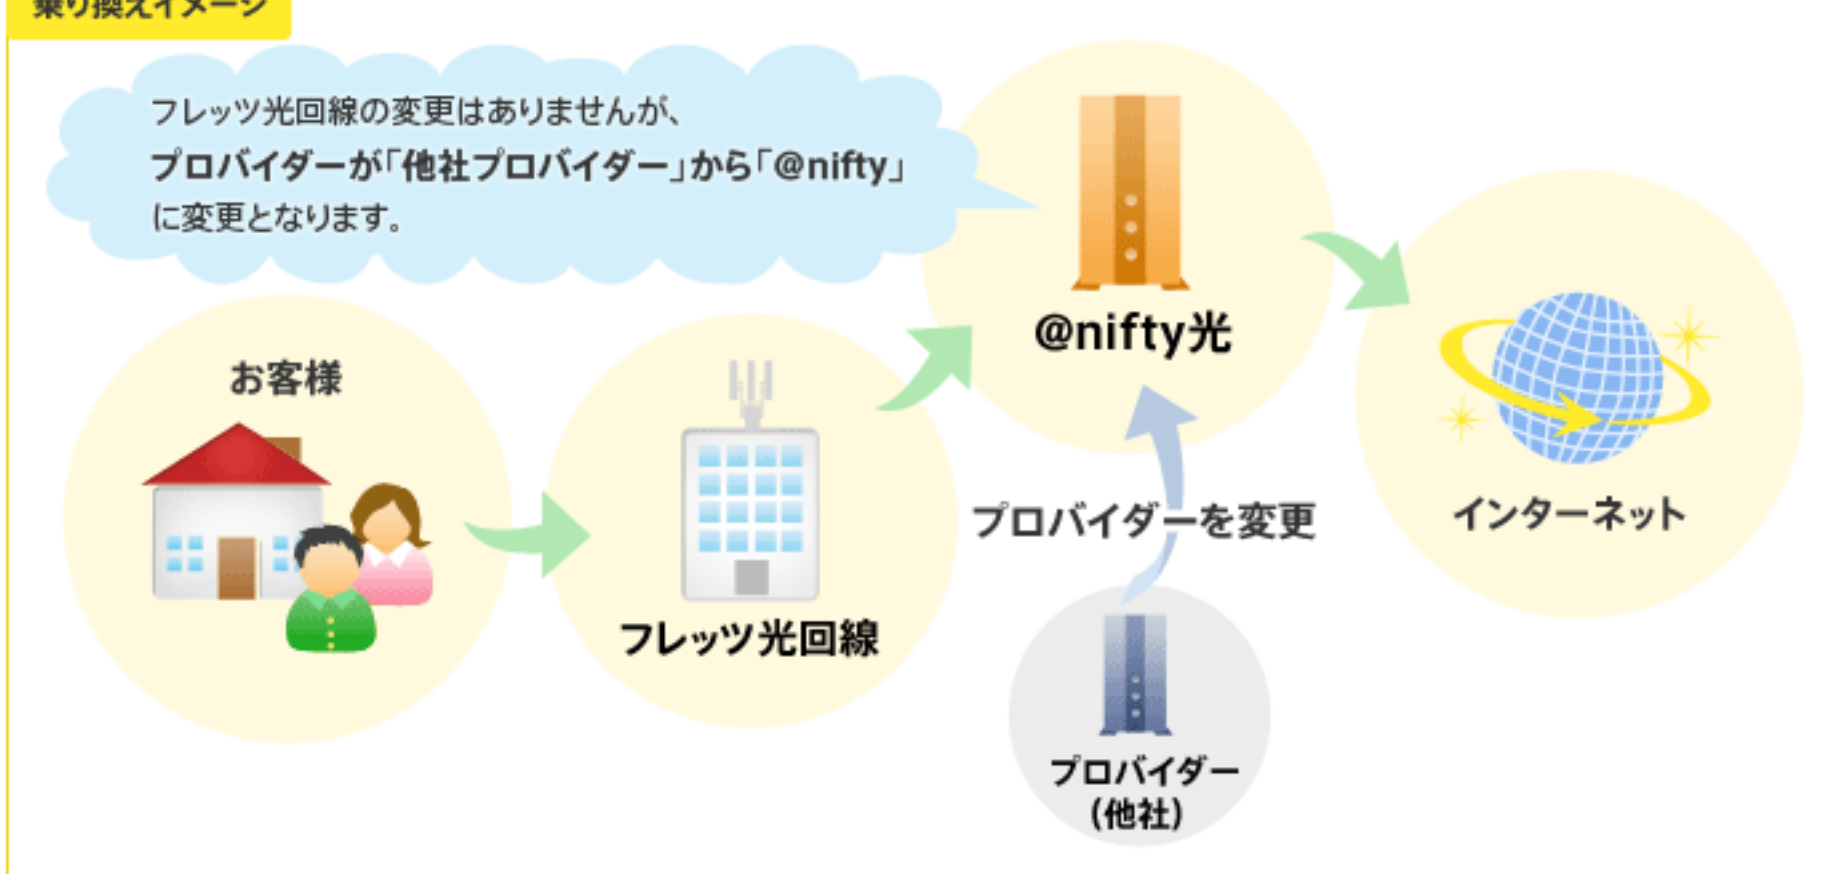 乗り換えイメージ
フレッツ光回線の変更はありませんが、
プロバイダーが「他社プロバイダー」から「@nifty」
に変更となります。
@nifty光
お客様
フレッツ光回線
プロバイダーを変更
インターネット
プロバイダー
(他社)